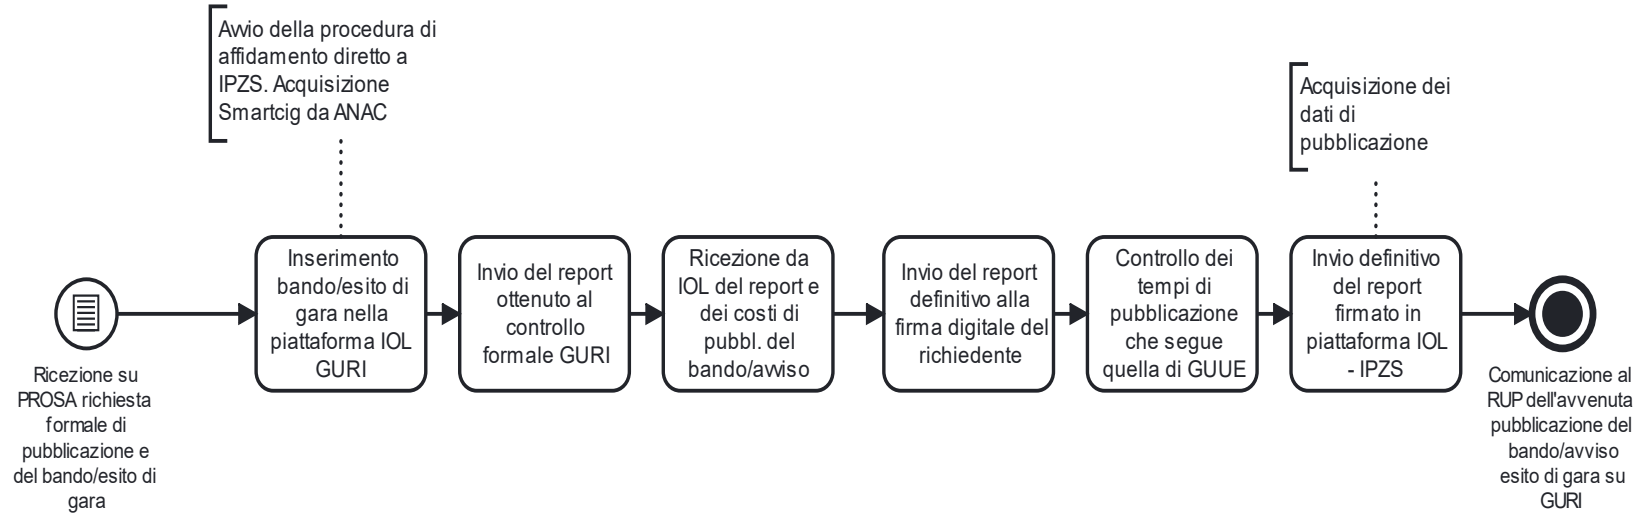 Avvio della procedura di
affidamento diretto a
IPZS. Acquisizione
Smartcig da ANAC
Acquisizione dei
dati di
pubblicazione
Ricezione su
PROSA richiesta
formale di
pubblicazione e
del bando/esito di
gara
Inserimento
bando/esito di
gara nella
piattaforma IOL
GURI
Invio del report
ottenuto al
controllo
formale GURI
Ricezione da
IOL del report e
dei costi di
pubbl. del
bando/avviso
Invio del report
definitivo alla
firma digitale del
richiedente
Controllo dei
tempi di
pubblicazione
che segue
quella di GUUE
Invio definitivo
del report
firmato in
piattaforma IOL
- IPZS
Comunicazione al
RUP dell'avvenuta
pubblicazione del
bando/avviso
esito di gara su
GURI